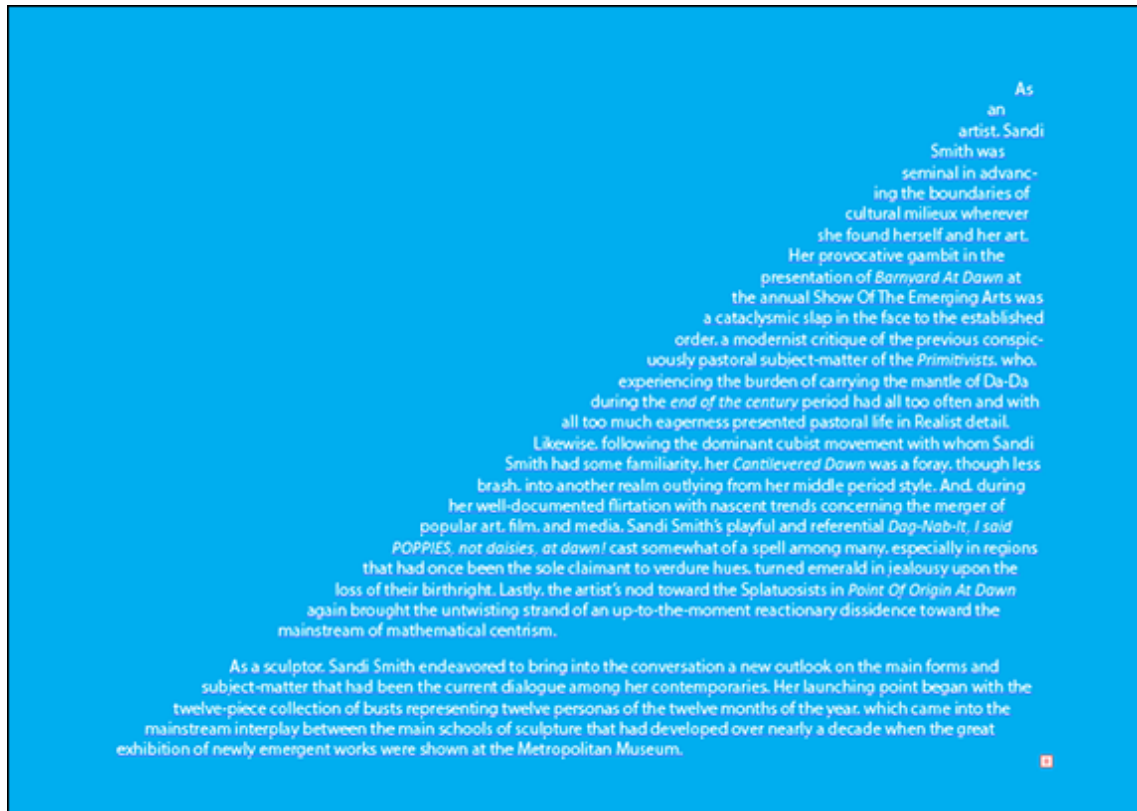 As
an
artist, Sandi
Smith was
seminal in advanc-
ing the boundaries of
cultural milieux wherever
she found herself and her art.
Her provocative gambit in the
presentation of Barnyard At Dawn at
the annual Show Of The Emerging Arts was
a cataclysmic slap in the face to the established
order, a modernist critique of the previous conspic-
uously pastoral subject-matter of the Primitivists, who,
experiencing the burden of carrying the mantle of Da-Da
during the end of the century period had all too often and with
all too much eagerness presented pastoral life in Realist detail.
Likewise, following the dominant cubist movement with whom Sandi
Smith had some familiarity, her Cantilevered Dawn was a foray, though less
brash, into another realm outlying from her middle period style. And, during
her well-documented flirtation with nascent trends concerning the merger of
popular art, film, and media, Sandi Smith's playful and referential Dag-Nab-It, I said
POPPIES, not daisies, at dawn! cast somewhat of a spell among many, especially in regions
that had once been the sole claimant to verdure hues, turned emerald in jealousy upon the
loss of their birthright. Lastly, the artist's nod toward the Splatuosists in Point Of Origin At Dawn
again brought the untwisting strand of an up-to-the-moment reactionary dissidence toward the
mainstream of mathematical centrism.
As a sculptor, Sandi Smith endeavored to bring into the conversation a new outlook on the main forms and
subject-matter that had been the current dialogue among her contemporaries. Her launching point began with the
twelve-piece collection of busts representing twelve personas of the twelve months of the year, which came into the
mainstream interplay between the main schools of sculpture that had developed over nearly a decade when the great
exhibition of newly emergent works were shown at the Metropolitan Museum.